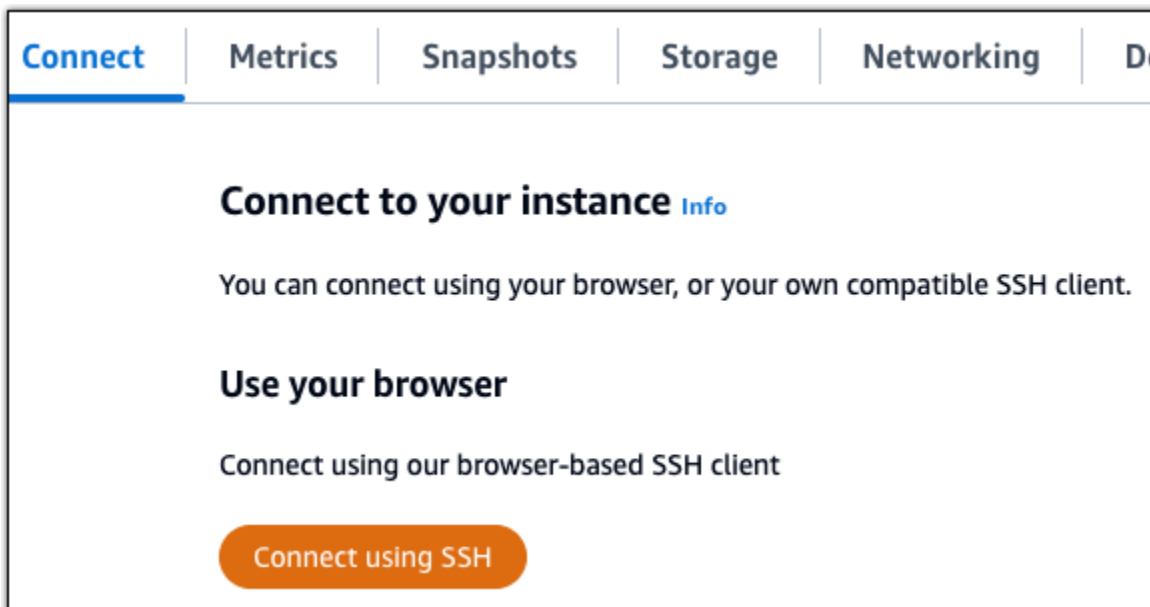 Connect Metrics Snapshots Storage Networking
Connect to your instance Info
You can connect using your browser, or your own compatible SSH client.
Use your browser
Connect using our browser-based SSH client
Connect using SSH